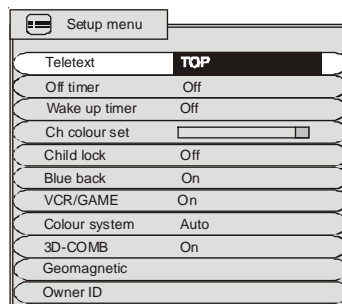 Setup menu
Teletext TOP
Off timer Off
Wake up timer Off
Ch colour set
Child lock Off
Blue back On
VCR/GAME On
Colour system Auto
3D-COMB On
Geomagnetic
Owner ID